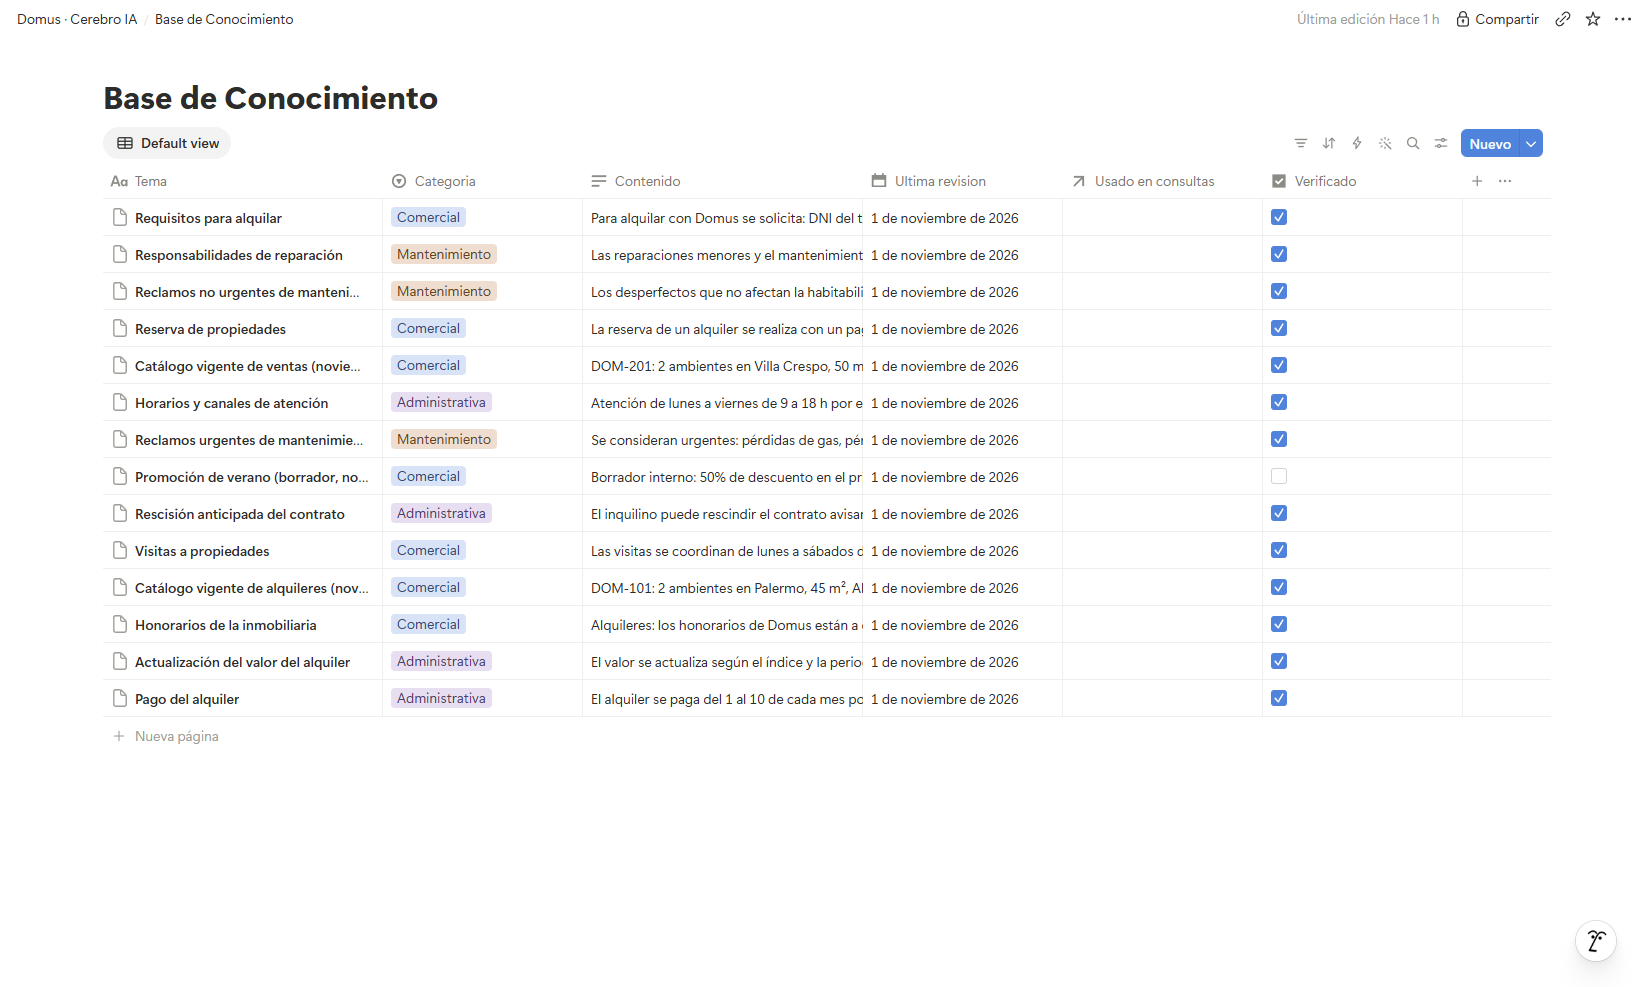 Domus · Cerebro IA / Base de Conocimiento
Última edición Hace 1 h Compartir
Base de Conocimiento
Default view
Nuevo
Aa Tema Categoria Contenido Ultima revision Usado en consultas Verificado
Requisitos para alquilar Comercial Para alquilar con Domus se solicita: DNI del t 1 de noviembre de 2026
Responsabilidades de reparación Mantenimiento Las reparaciones menores y el mantenimient 1 de noviembre de 2026
Reclamos no urgentes de manteni... Mantenimiento Los desperfectos que no afectan la habitabili 1 de noviembre de 2026
Reserva de propiedades Comercial La reserva de un alquiler se realiza con un pag 1 de noviembre de 2026
Catálogo vigente de ventas (novie... Comercial DOM-201: 2 ambientes en Villa Crespo, 50 m 1 de noviembre de 2026
Horarios y canales de atención Administrativa Atención de lunes a viernes de 9 a 18 h por e 1 de noviembre de 2026
Reclamos urgentes de mantenimie... Mantenimiento Se consideran urgentes: pérdidas de gas, pér 1 de noviembre de 2026
Promoción de verano (borrador, no... Comercial Borrador interno: 50% de descuento en el pr 1 de noviembre de 2026
Rescisión anticipada del contrato Administrativa El inquilino puede rescindir el contrato avisar 1 de noviembre de 2026
Visitas a propiedades Comercial Las visitas se coordinan de lunes a sábados d 1 de noviembre de 2026
Catálogo vigente de alquileres (nov... Comercial DOM-101: 2 ambientes en Palermo, 45 m², Al 1 de noviembre de 2026
Honorarios de la inmobiliaria Comercial Alquileres: los honorarios de Domus están a 1 de noviembre de 2026
Actualización del valor del alquiler Administrativa El valor se actualiza según el índice y la perio 1 de noviembre de 2026
Pago del alquiler Administrativa El alquiler se paga del 1 al 10 de cada mes po 1 de noviembre de 2026
Nueva página